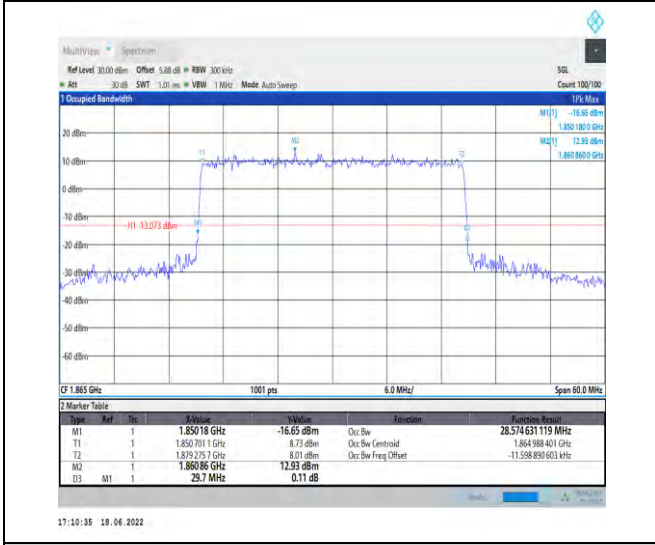 MultiView Spectrum
Ref Level 30.00 dBm Offset 5.88 dB RBW 300 kHz SGL
Att 30 dB SWT 1.01 ms VBW 1 MHz Mode Auto Sweep Count 100/100
1 Occupied Bandwidth 1Pk Max
M1[1] -16.65 dBm
1.850 180 0 GHz
20 dBm M2 12.93 dBm
1.860 860 0 GHz
10 dBm T1 T2
0 dBm
-10 dBm
H1 -13.073 dBm M1 D3
-20 dBm
-30 dBm
-40 dBm
-50 dBm
-60 dBm
CF 1.865 GHz 1001 pts 6.0 MHz/ Span 60.0 MHz
2 Marker Table
Type Ref Trc X-Value Y-Value Function Function Result
M1 1 1.85018 GHz -16.65 dBm Occ Bw 28.574 631 119 MHz
T1 1 1.850 701 1 GHz 8.73 dBm Occ Bw Centroid 1.864 988 401 GHz
T2 1 1.879 275 7 GHz 8.01 dBm Occ Bw Freq Offset -11.598 890 603 kHz
M2 1 1.86086 GHz 12.93 dBm
D3 M1 1 29.7 MHz 0.11 dB
17:10:35 18.06.2022